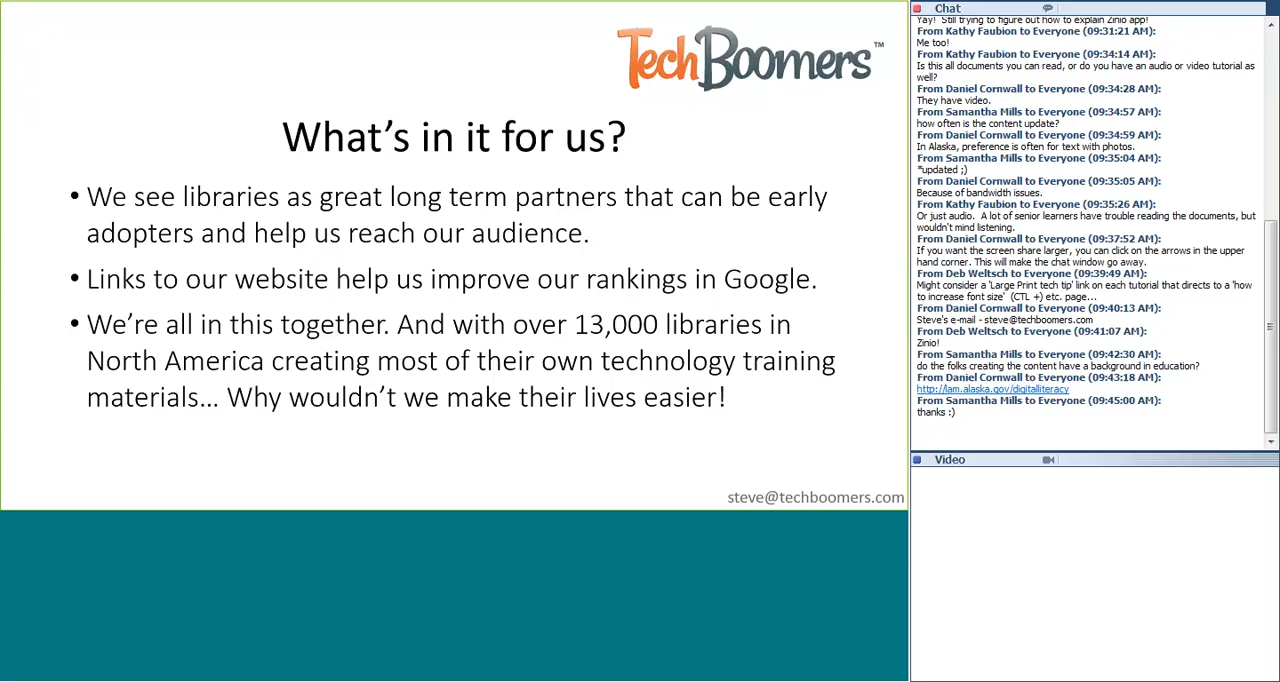 TechBoomers™
What's in it for us?
• We see libraries as great long term partners that can be early
adopters and help us reach our audience.
• Links to our website help us improve our rankings in Google.
• We're all in this together. And with over 13,000 libraries in
North America creating most of their own technology training
materials… Why wouldn't we make their lives easier!
steve@techboomers.com
Chat
Yay! Still trying to figure out how to explain Zinio app!
From Kathy Faubion to Everyone (09:31:21 AM):
Me too!
From Kathy Faubion to Everyone (09:34:14 AM):
Is this all documents you can read, or do you have an audio or video tutorial as
well?
From Daniel Cornwall to Everyone (09:34:28 AM):
They have video.
From Samantha Mills to Everyone (09:34:57 AM):
how often is the content update?
From Daniel Cornwall to Everyone (09:34:59 AM):
In Alaska, preference is often for text with photos.
From Samantha Mills to Everyone (09:35:04 AM):
*updated ;)
From Daniel Cornwall to Everyone (09:35:05 AM):
Because of bandwidth issues.
From Kathy Faubion to Everyone (09:35:26 AM):
Or just audio. A lot of senior learners have trouble reading the documents, but
wouldn't mind listening.
From Daniel Cornwall to Everyone (09:37:52 AM):
If you want the screen share larger, you can click on the arrows in the upper
hand corner. This will make the chat window go away.
From Deb Weltsch to Everyone (09:39:49 AM):
Might consider a 'Large Print tech tip' link on each tutorial that directs to a 'how
to increase font size' (CTL +) etc. page...
From Daniel Cornwall to Everyone (09:40:13 AM):
Steve's e-mail - steve@techboomers.com
From Deb Weltsch to Everyone (09:41:07 AM):
Zinio!
From Samantha Mills to Everyone (09:42:30 AM):
do the folks creating the content have a background in education?
From Daniel Cornwall to Everyone (09:43:18 AM):
http://lam.alaska.gov/digitalliteracy
From Samantha Mills to Everyone (09:45:00 AM):
thanks :)
Video